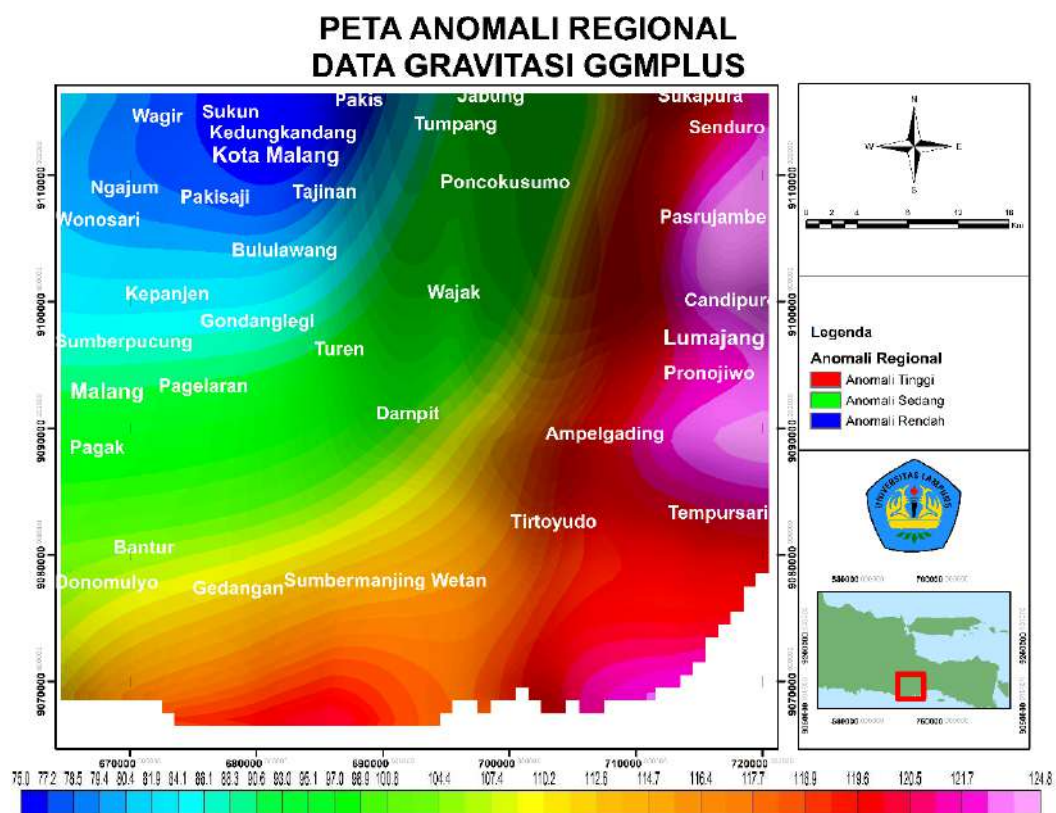 PETA ANOMALI REGIONAL
DATA GRAVITASI GGMPLUS
Pakis
Jabung
Sukapura
Wagir
Sukun
Tumpang
Senduro
Kedungkandang
Kota Malang
Ngajum
Pakisaji
Tajinan
Poncokusumo
Wonosari
Pasrujambe
Bululawang
Kepanjen
Wajak
Candipuro
Gondanglegi
Sumberpucung
Turen
Lumajang
Malang
Pagelaran
Pronojiwo
Dampit
Pagak
Ampelgading
Tirtoyudo
Tempursari
Bantur
Donomulyo
Gedangan
Sumbermanjing Wetan
9110000
9100000
9090000
9080000
9070000
670000
680000
690000
700000
710000
720000
N
W
E
S
0 2 4 8 12 16
Km
Legenda
Anomali Regional
Anomali Tinggi
Anomali Sedang
Anomali Rendah
UNIVERSITAS LAMPUNG
77.2 78.5 79.4 80.4 81.9 84.1 86.1 88.3 90.6 93.0 95.1 97.0 98.9 100.8 104.4 107.4 110.2 112.6 114.7 116.4 117.7 118.9 119.6 120.5 121.7 124.8